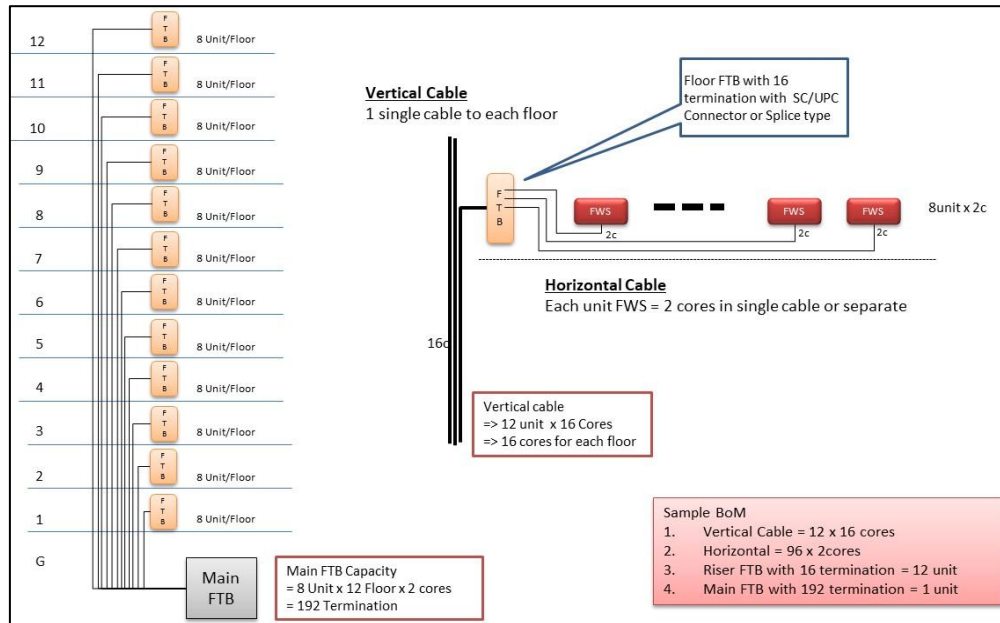 12
F
T
B
8 Unit/Floor
11
F
T
B
8 Unit/Floor
10
F
T
B
8 Unit/Floor
9
F
T
B
8 Unit/Floor
8
F
T
B
8 Unit/Floor
7
F
T
B
8 Unit/Floor
6
F
T
B
8 Unit/Floor
5
F
T
B
8 Unit/Floor
4
F
T
B
8 Unit/Floor
3
F
T
B
8 Unit/Floor
2
F
T
B
8 Unit/Floor
1
F
T
B
8 Unit/Floor
G
Main
FTB
Main FTB Capacity
= 8 Unit x 12 Floor x 2 cores
= 192 Termination
Vertical Cable
1 single cable to each floor
Floor FTB with 16
termination with SC/UPC
Connector or Splice type
F
T
B
FWS
FWS
FWS
8unit x 2c
2c
2c
2c
Horizontal Cable
Each unit FWS = 2 cores in single cable or separate
16c
Vertical cable
=> 12 unit x 16 Cores
=> 16 cores for each floor
Sample BoM
1. Vertical Cable = 12 x 16 cores
2. Horizontal = 96 x 2cores
3. Riser FTB with 16 termination = 12 unit
4. Main FTB with 192 termination = 1 unit